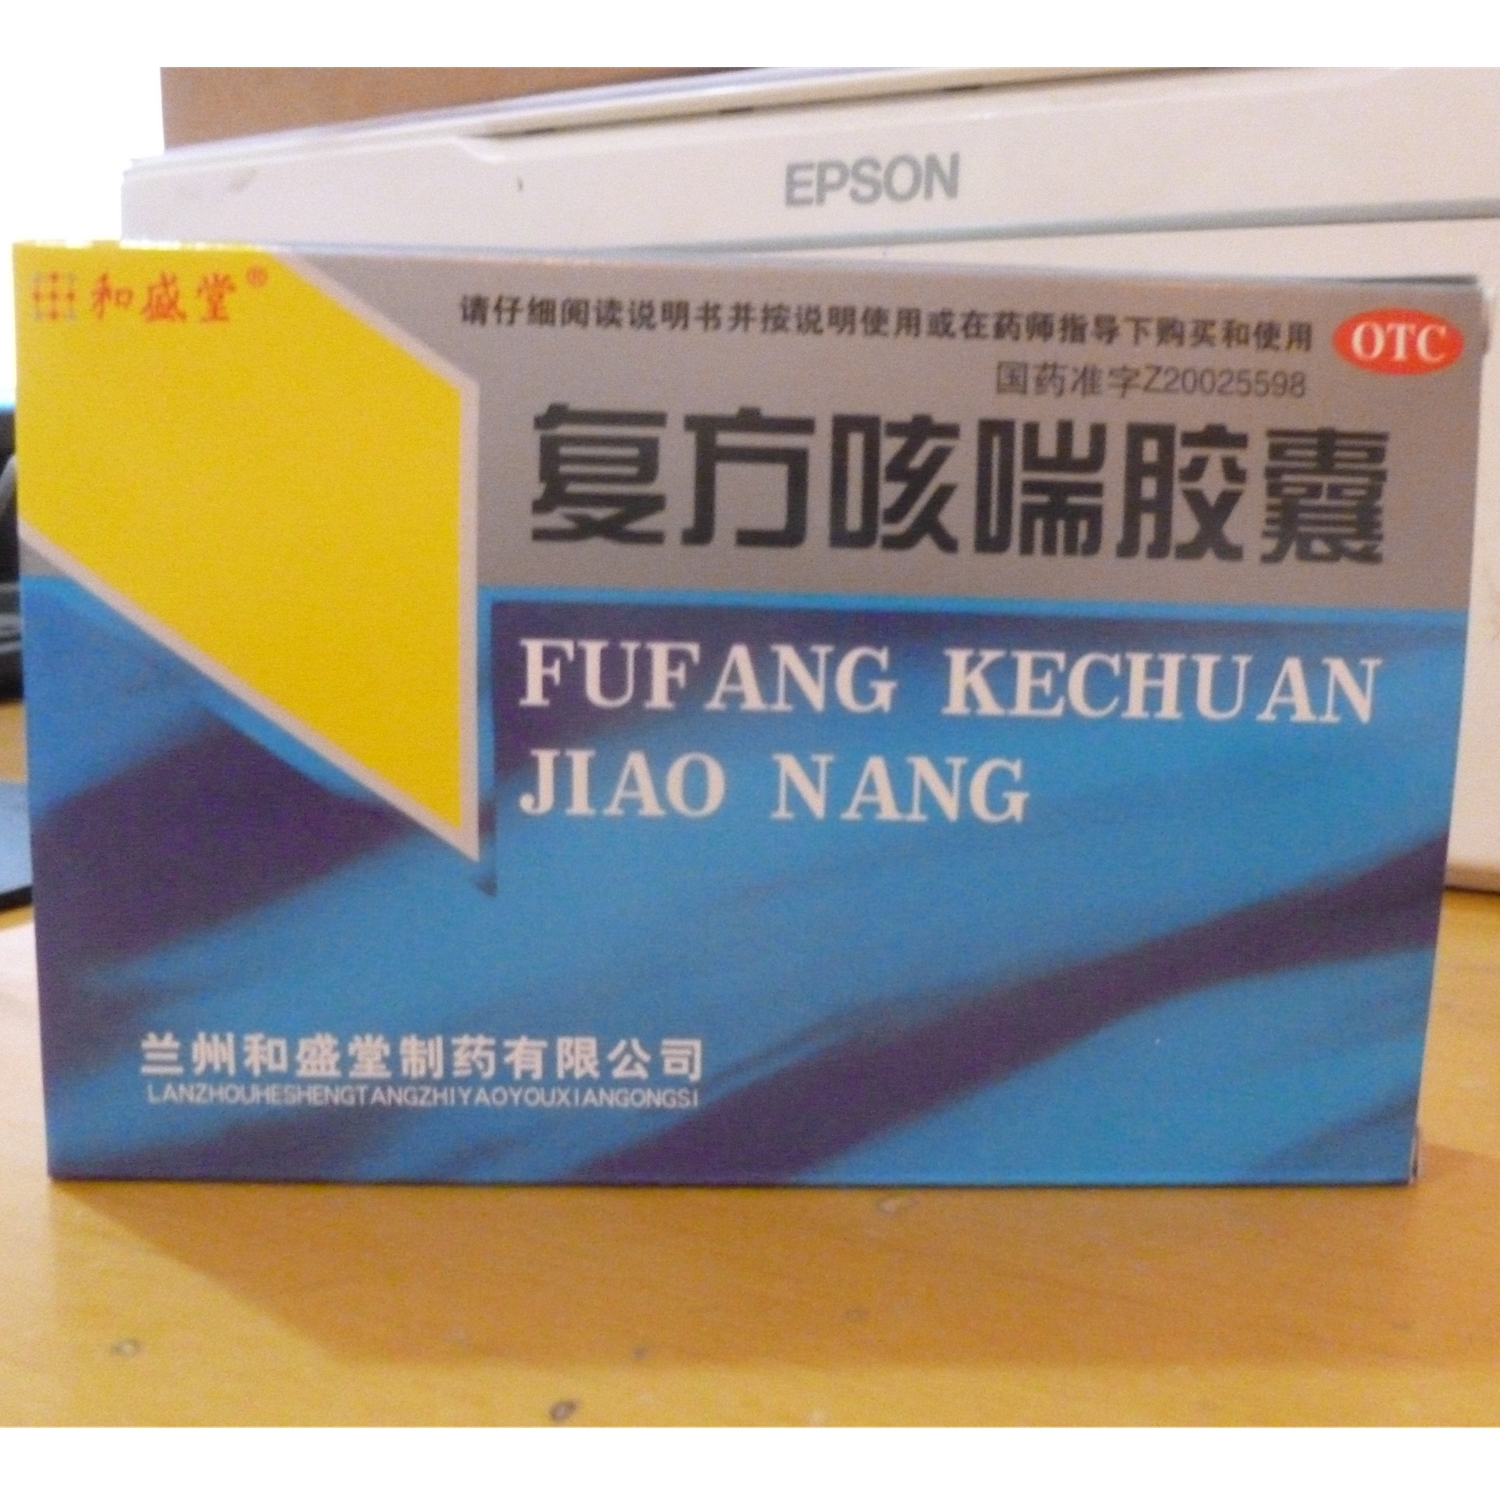 EPSON
和盛堂®
请仔细阅读说明书并按说明使用或在药师指导下购买和使用
OTC
国药准字Z20025598
复方咳喘胶囊
FUFANG KECHUAN
JIAO NANG
兰州和盛堂制药有限公司
LANZHOUHESHENGTANGZHIYAOYOUXIANGONGSI